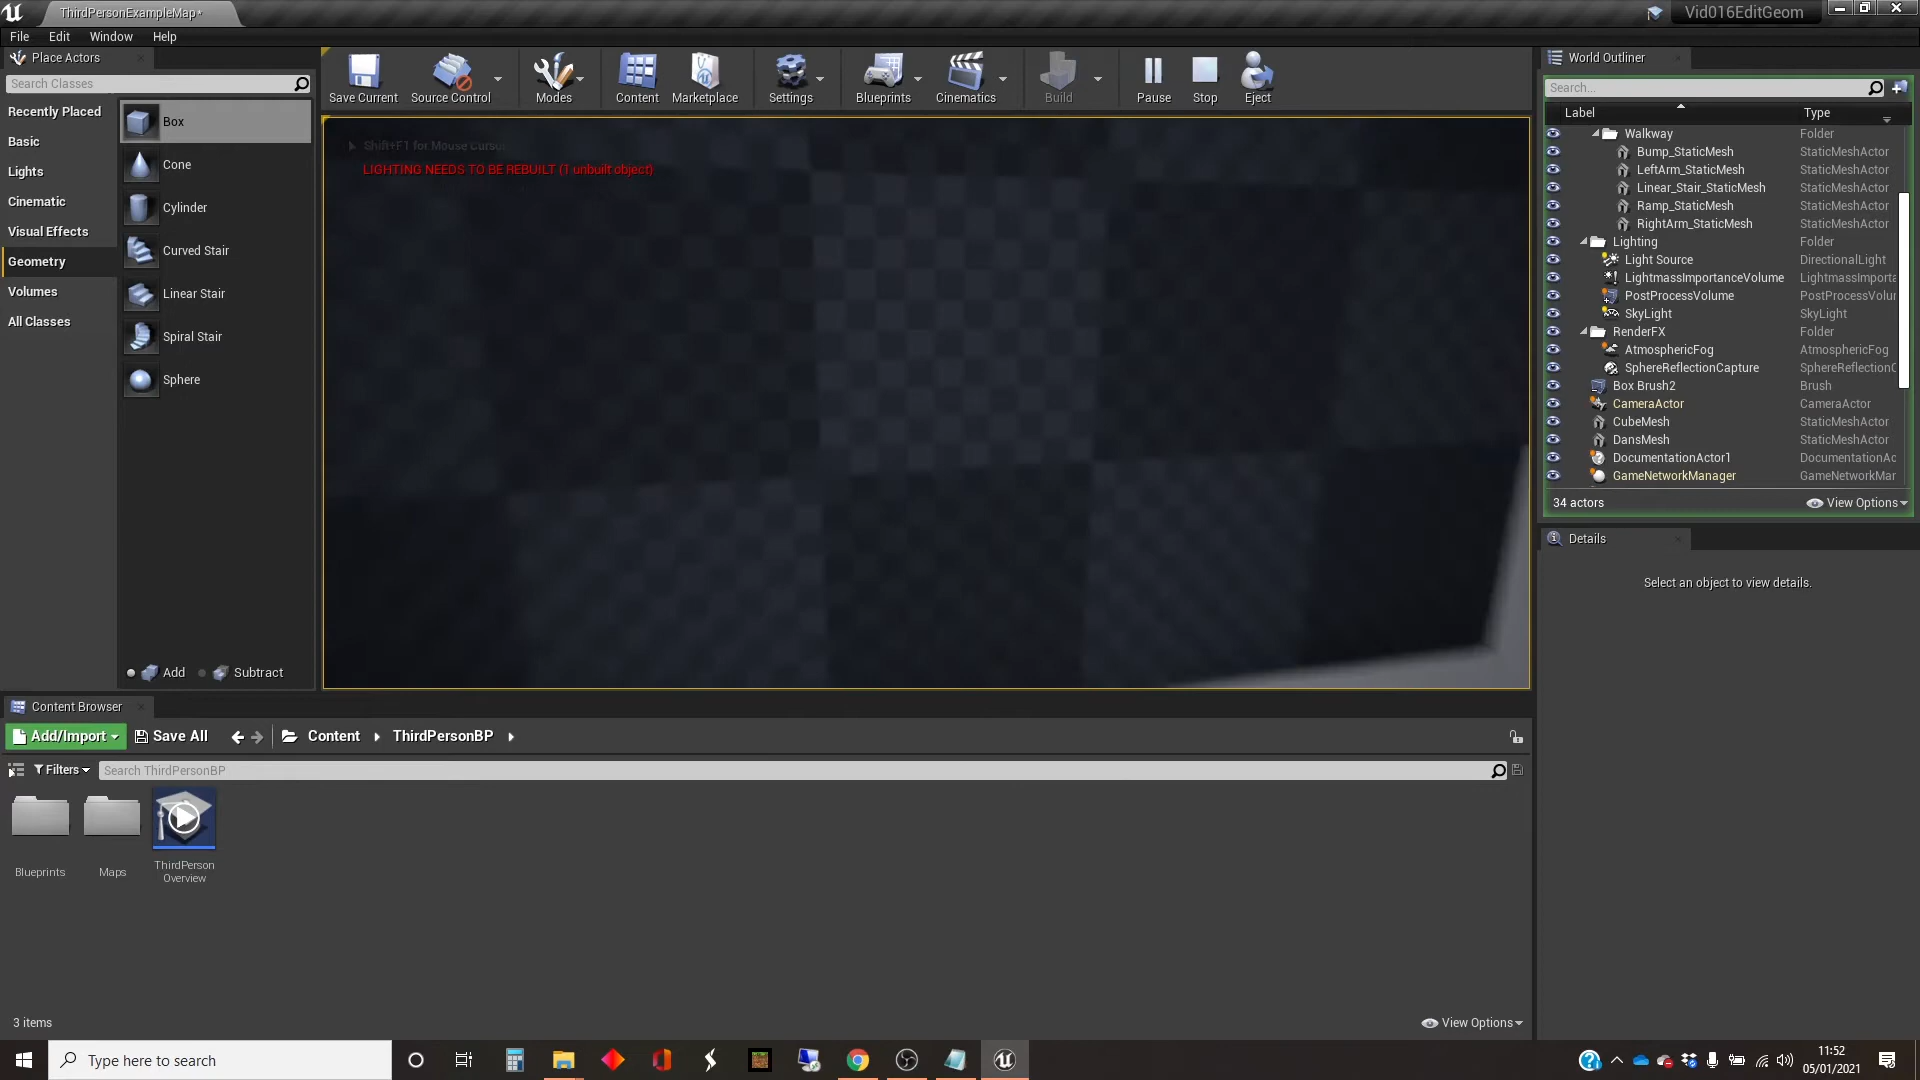 ThirdPersonExampleMap*
Vid016EditGeom
File Edit Window Help
Place Actors
Search Classes
Recently Placed
Basic
Lights
Cinematic
Visual Effects
Geometry
Volumes
All Classes
Box
Cone
Cylinder
Curved Stair
Linear Stair
Spiral Stair
Sphere
Add Subtract
Save Current Source Control Modes Content Marketplace Settings Blueprints Cinematics Build Pause Stop Eject
Shift+F1 for Mouse Cursor
LIGHTING NEEDS TO BE REBUILT (1 unbuilt object)
World Outliner
Search...
Label Type
Walkway Folder
Bump_StaticMesh StaticMeshActor
LeftArm_StaticMesh StaticMeshActor
Linear_Stair_StaticMesh StaticMeshActor
Ramp_StaticMesh StaticMeshActor
RightArm_StaticMesh StaticMeshActor
Lighting Folder
Light Source DirectionalLight
LightmassImportanceVolume LightmassImporta
PostProcessVolume PostProcessVolu
SkyLight SkyLight
RenderFX Folder
AtmosphericFog AtmosphericFog
SphereReflectionCapture SphereReflectionC
Box Brush2 Brush
CameraActor CameraActor
CubeMesh StaticMeshActor
DansMesh StaticMeshActor
DocumentationActor1 DocumentationAc
GameNetworkManager GameNetworkMar
34 actors View Options
Details
Select an object to view details.
Content Browser
Add/Import Save All Content ThirdPersonBP
Filters Search ThirdPersonBP
Blueprints
Maps
ThirdPerson
Overview
3 items View Options
Type here to search
11:52
05/01/2021